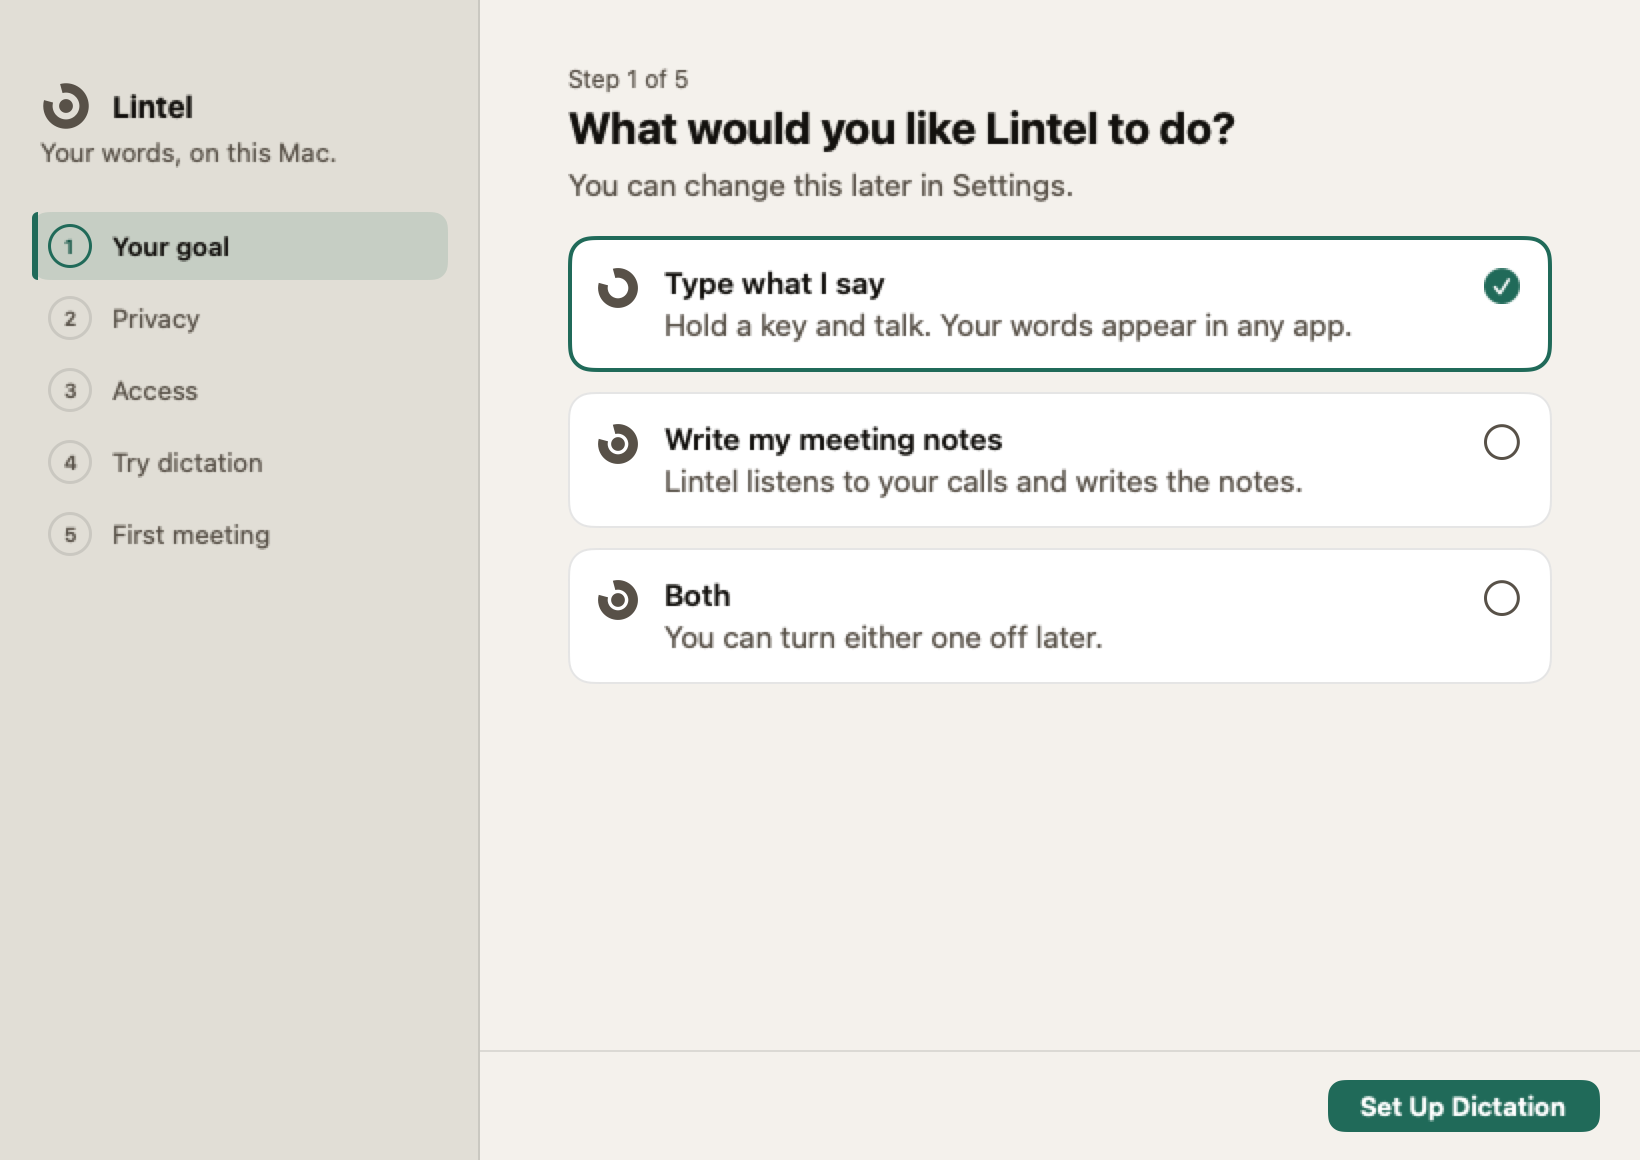 Lintel
Your words, on this Mac.
1 Your goal
2 Privacy
3 Access
4 Try dictation
5 First meeting
Step 1 of 5
What would you like Lintel to do?
You can change this later in Settings.
Type what I say
Hold a key and talk. Your words appear in any app.
Write my meeting notes
Lintel listens to your calls and writes the notes.
Both
You can turn either one off later.
Set Up Dictation